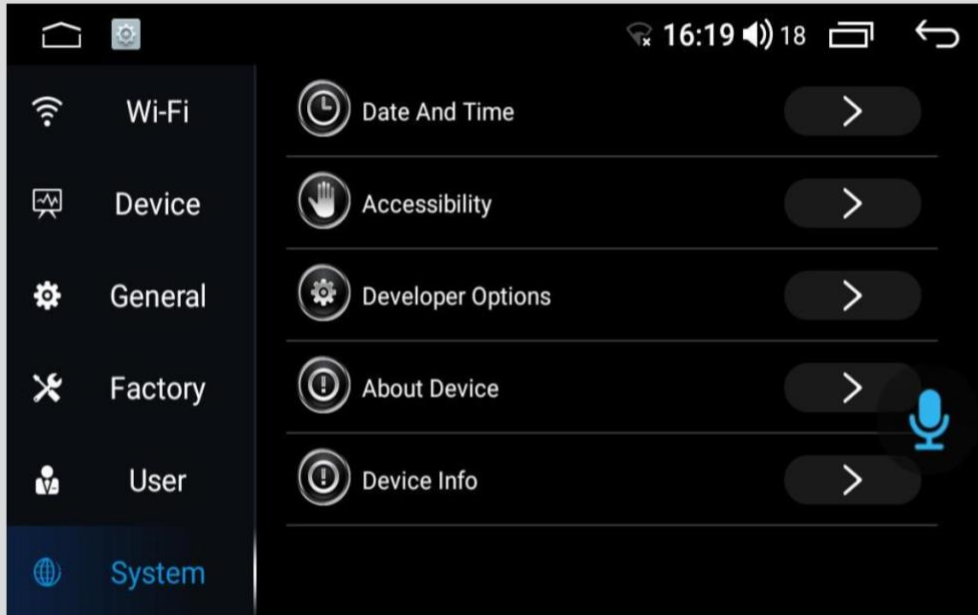 16:19 18
Wi-Fi
Device
General
Factory
User
System
Date And Time
Accessibility
Developer Options
About Device
Device Info